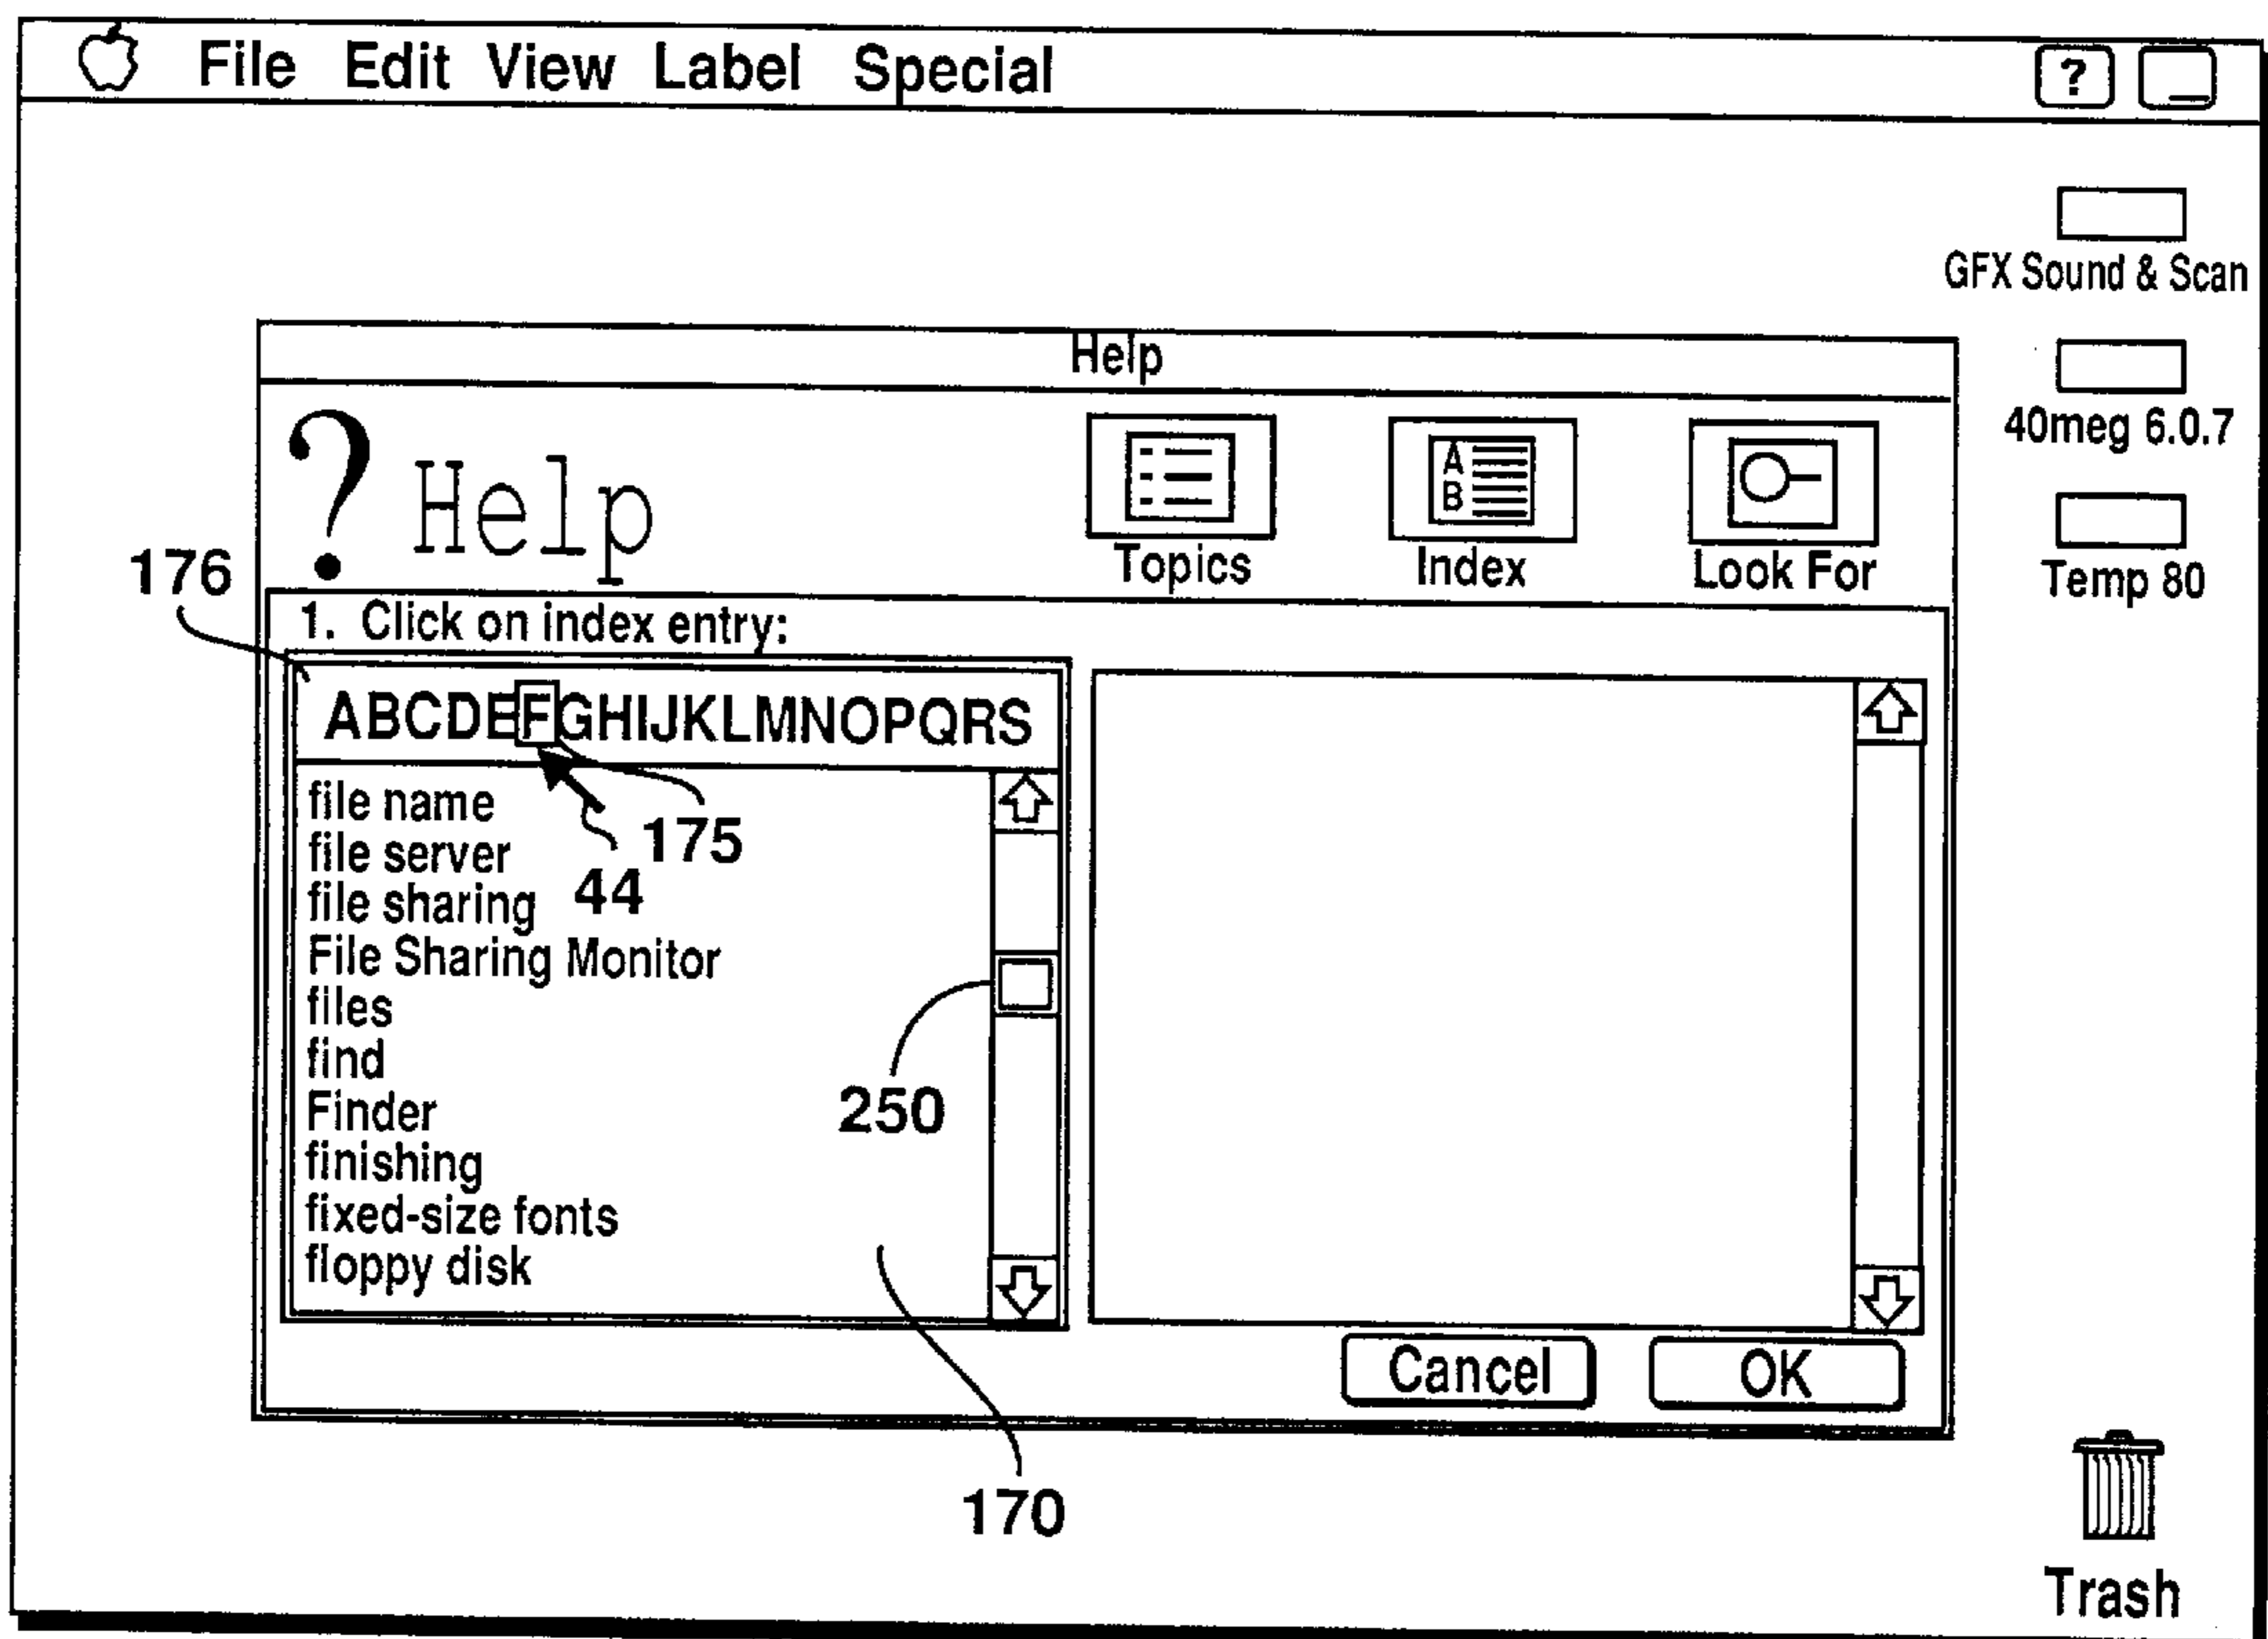 File Edit View Label Special ?
GFX Sound & Scan
40meg 6.0.7
Temp 80
Help
? Help
Topics Index Look For
A
B
176
1. Click on index entry:
ABCDEFGHIJKLMNOPQRS
file name
file server
file sharing
File Sharing Monitor
files
find
Finder
finishing
fixed-size fonts
floppy disk
175
44
250
Cancel OK
170
Trash